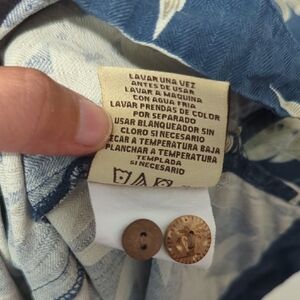 LAVAR UNA VEZ
ANTES DE USAR
LAVAR A MAQUINA
CON AGUA FRIA
LAVAR PRENDAS DE COLOR
POR SEPARADO
USAR BLANQUEADOR SIN
CLORO SI NECESARIO
ECAR A TEMPERATURA BAJA
PLANCHAR A TEMPERATURA
TEMPLADA
SI NECESARIO